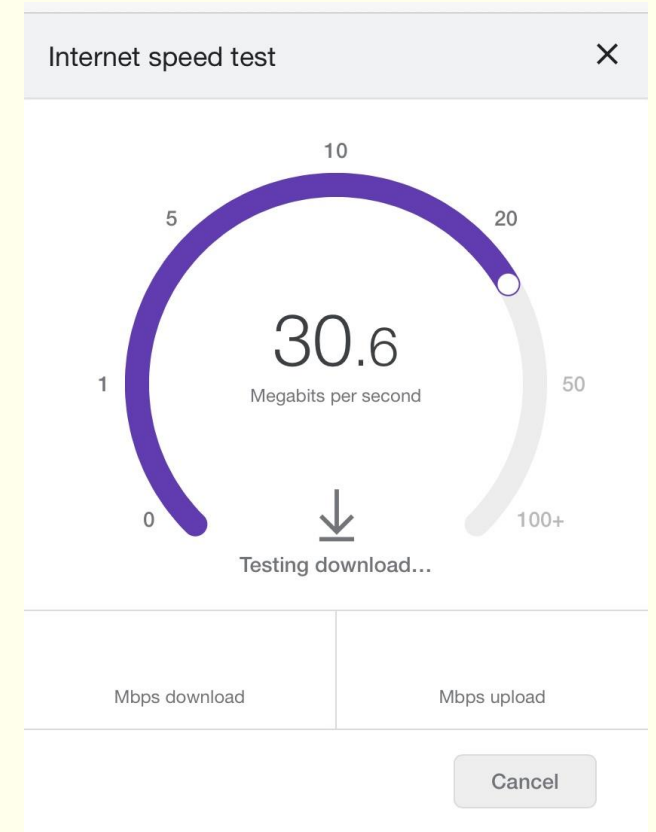 Internet speed test
10
5
20
30.6
1
Megabits per second
50
0
100+
Testing download...
Mbps download
Mbps upload
Cancel